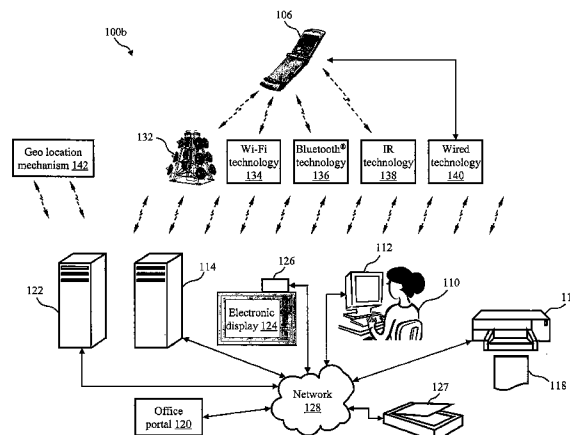 106
100b
132
Wi-Fi
technology
134
Bluetooth®
technology
136
IR
technology
138
Wired
technology
140
Geo location
mechanism 142
122
114
126
Electronic
display 124
112
110
11
118
Network
128
127
Office
portal 120